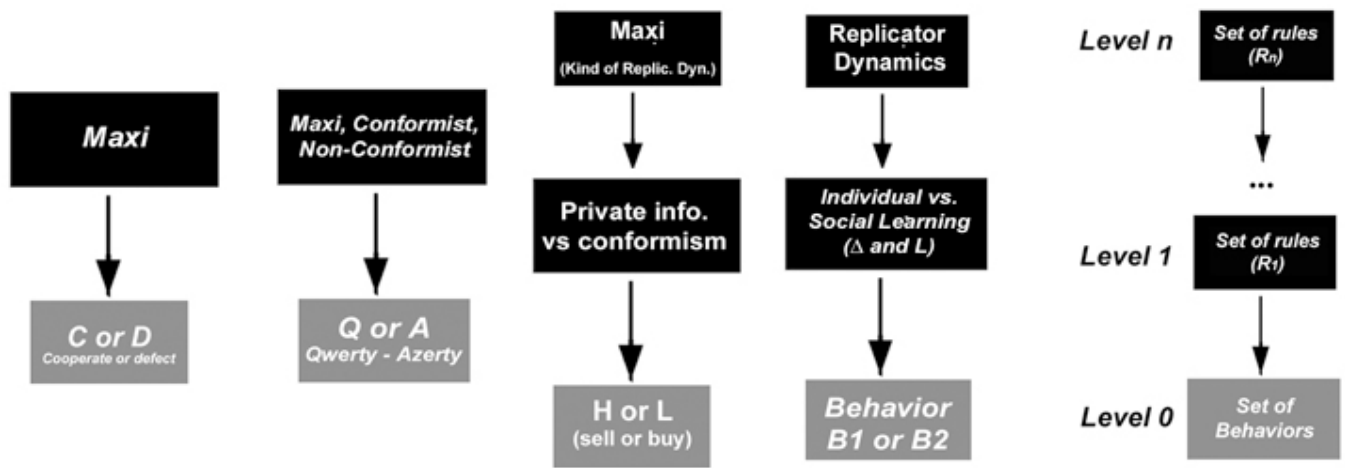 Maxi
C or D
Cooperate or defect
Maxi, Conformist,
Non-Conformist
Q or A
Qwerty - Azerty
Maxi
(Kind of Replic. Dyn.)
Private info.
vs conformism
H or L
(sell or buy)
Replicator
Dynamics
Individual vs.
Social Learning
(Δ and L)
Behavior
B1 or B2
Level n
Set of rules
(Rn)
...
Level 1
Set of rules
(R1)
Level 0
Set of
Behaviors